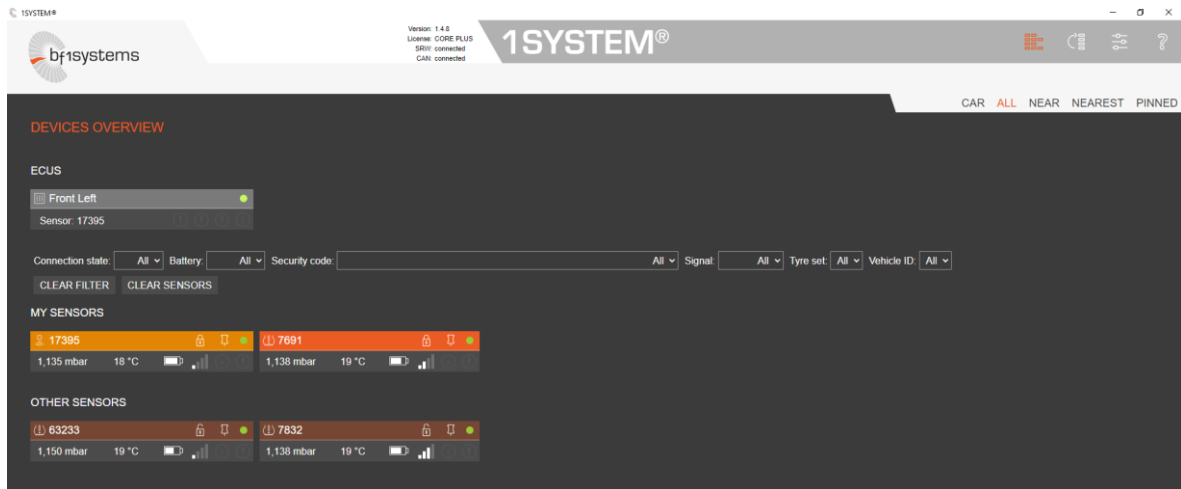 1SYSTEM®
bf1systems
Version: 1.4.8
License: CORE PLUS
SRW: connected
CAN: connected
1SYSTEM®
CAR ALL NEAR NEAREST PINNED
DEVICES OVERVIEW
ECUS
Front Left
Sensor: 17395
Connection state: All Battery: All Security code: All Signal: All Tyre set: All Vehicle ID: All
CLEAR FILTER CLEAR SENSORS
MY SENSORS
17395 7691
1,135 mbar 18 °C 1,138 mbar 19 °C
OTHER SENSORS
63233 7832
1,150 mbar 19 °C 1,138 mbar 19 °C